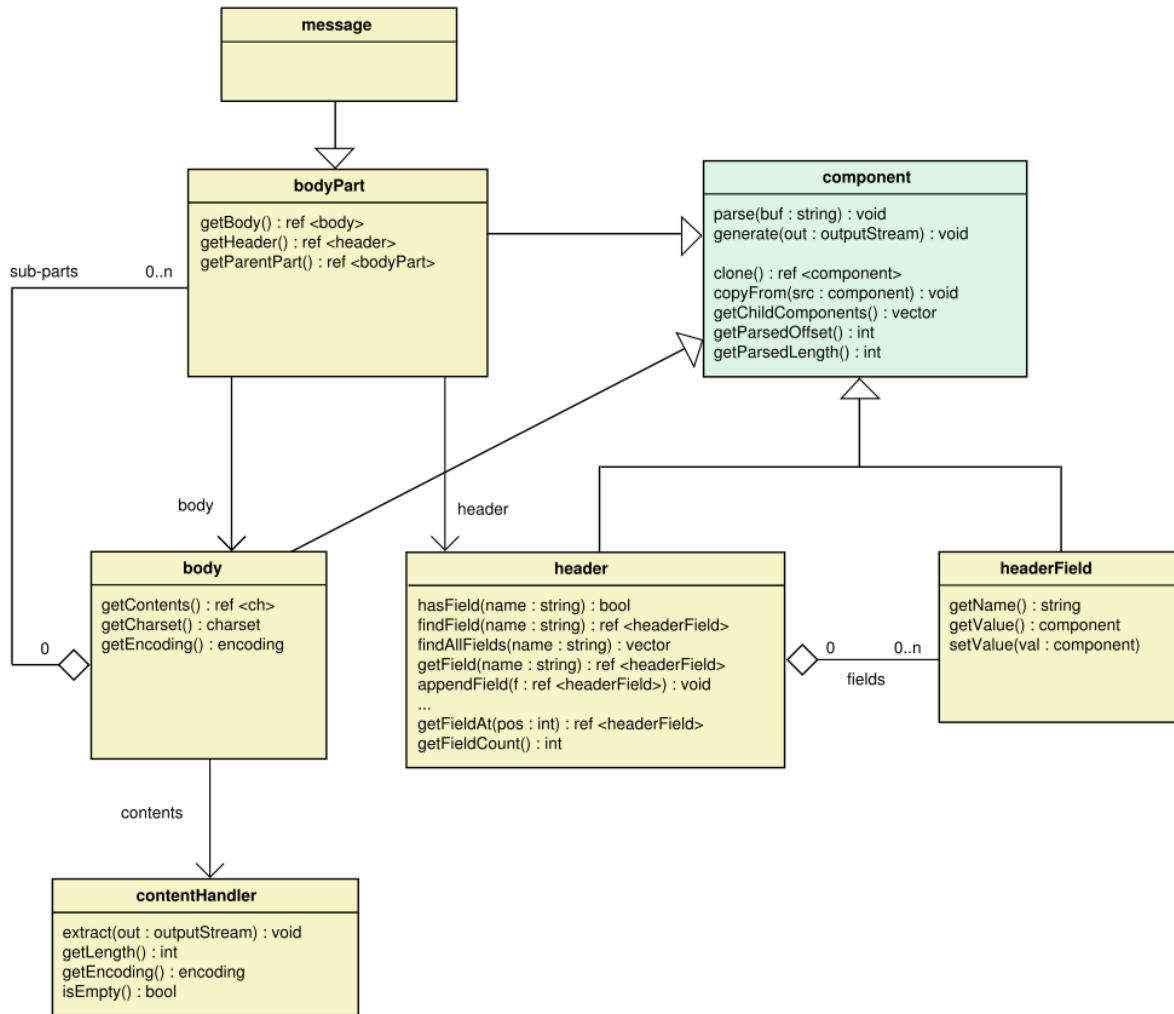 message
bodyPart
getBody() : ref <body>
getHeader() : ref <header>
getParentPart() : ref <bodyPart>
component
parse(buf : string) : void
generate(out : outputStream) : void
clone() : ref <component>
copyFrom(src : component) : void
getChildComponents() : vector
getParsedOffset() : int
getParsedLength() : int
sub-parts
0..n
body
header
body
getContents() : ref <ch>
getCharset() : charset
getEncoding() : encoding
0
header
hasField(name : string) : bool
findField(name : string) : ref <headerField>
findAllFields(name : string) : vector
getField(name : string) : ref <headerField>
appendField(f : ref <headerField>) : void
...
getFieldAt(pos : int) : ref <headerField>
getFieldCount() : int
0
0..n
fields
headerField
getName() : string
getValue() : component
setValue(val : component)
contents
contentHandler
extract(out : outputStream) : void
getLength() : int
getEncoding() : encoding
isEmpty() : bool